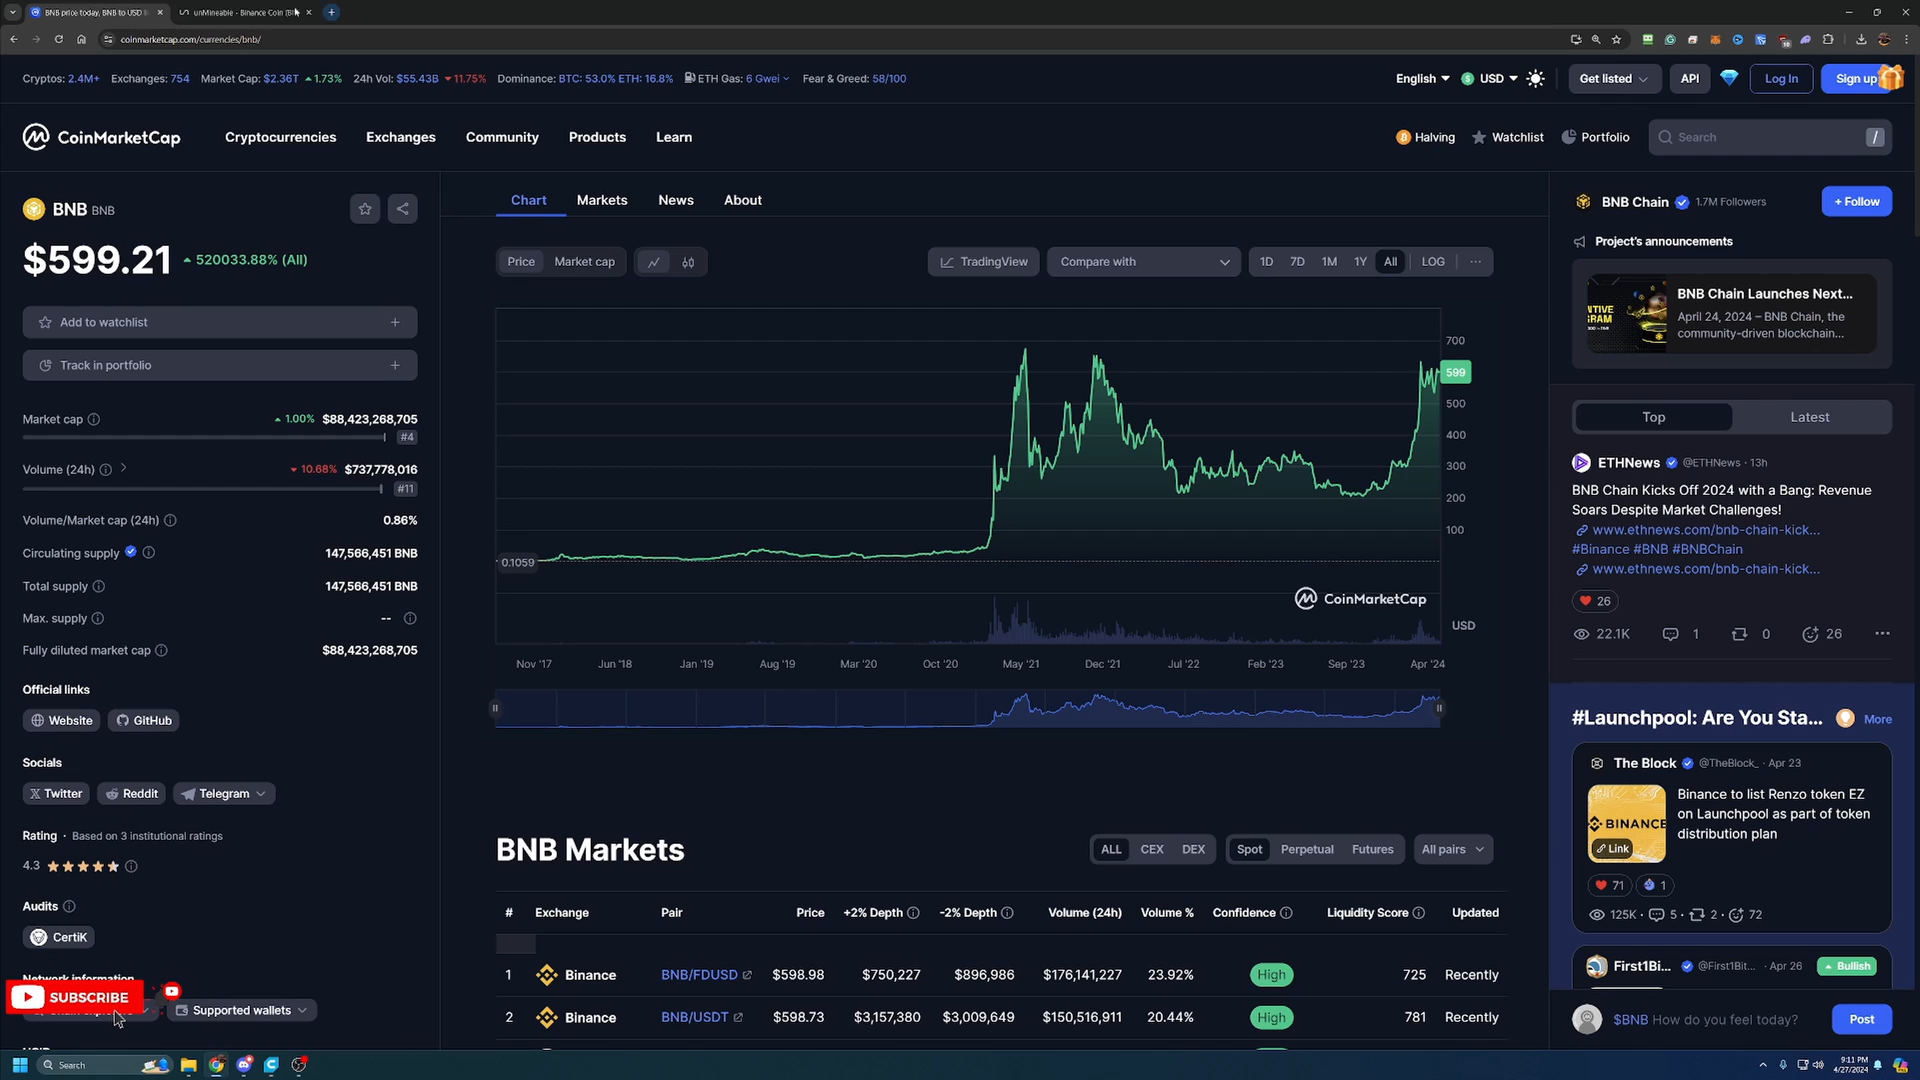 BNB price today, BNB to USD
unMineable - Binance Coin (B
coinmarketcap.com/currencies/bnb/
Cryptos: 2.4M+ Exchanges: 754 Market Cap: $2.36T 1.73% 24h Vol: $55.43B 11.75% Dominance: BTC: 53.0% ETH: 16.8% ETH Gas: 6 Gwei Fear & Greed: 58/100
English USD Get listed API Log In Sign up
CoinMarketCap Cryptocurrencies Exchanges Community Products Learn
Halving Watchlist Portfolio Search /
BNB BNB
$599.21 520033.88% (All)
Add to watchlist +
Track in portfolio +
Market cap 1.00% $88,423,268,705
#4
Volume (24h) 10.68% $737,778,016
#11
Volume/Market cap (24h) 0.86%
Circulating supply 147,566,451 BNB
Total supply 147,566,451 BNB
Max. supply --
Fully diluted market cap $88,423,268,705
Official links
Website GitHub
Socials
Twitter Reddit Telegram
Rating · Based on 3 institutional ratings
4.3
Audits
CertiK
Network information
SUBSCRIBE
Supported wallets
Chart Markets News About
Price Market cap
TradingView Compare with 1D 7D 1M 1Y All LOG ...
700
599
500
400
300
200
100
0.1059
CoinMarketCap
USD
Nov '17 Jun '18 Jan '19 Aug '19 Mar '20 Oct '20 May '21 Dec '21 Jul '22 Feb '23 Sep '23 Apr '24
BNB Markets
ALL CEX DEX Spot Perpetual Futures All pairs
# Exchange Pair Price +2% Depth -2% Depth Volume (24h) Volume % Confidence Liquidity Score Updated
1 Binance BNB/FDUSD $598.98 $750,227 $896,986 $176,141,227 23.92% High 725 Recently
2 Binance BNB/USDT $598.73 $3,157,380 $3,009,649 $150,516,911 20.44% High 781 Recently
BNB Chain 1.7M Followers + Follow
Project's announcements
NTIVE
GRAM
BNB Chain Launches Next...
April 24, 2024 – BNB Chain, the
community-driven blockchain...
Top Latest
ETHNews @ETHNews · 13h
BNB Chain Kicks Off 2024 with a Bang: Revenue
Soars Despite Market Challenges!
www.ethnews.com/bnb-chain-kick...
#Binance #BNB #BNBChain
www.ethnews.com/bnb-chain-kick...
26
22.1K 1 0 26 ...
#Launchpool: Are You Sta... More
The Block @TheBlock_ · Apr 23
Binance to list Renzo token EZ
on Launchpool as part of token
distribution plan
BINANCE
Link
71 1
125K 5 2 72
First1Bi... @First1Bit... · Apr 26 Bullish
$BNB How do you feel today? Post
Search
9:11 PM
4/27/2024